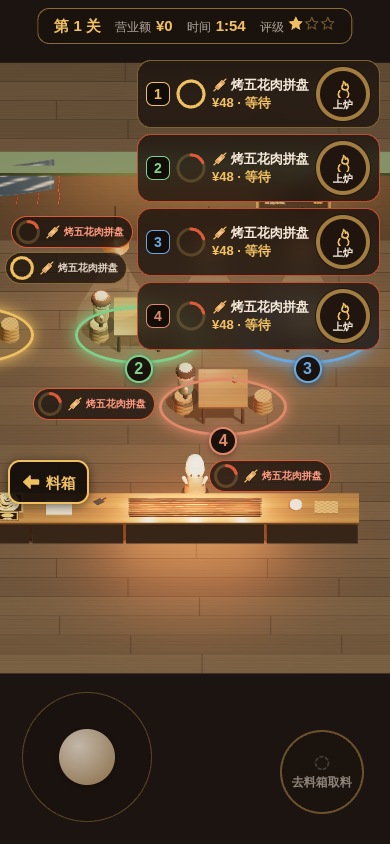 第 1 关 营业额 ¥0 时间 1:54 评级
1 烤五花肉拼盘
¥48 · 等待
上炉
2 烤五花肉拼盘
¥48 · 等待
上炉
3 烤五花肉拼盘
¥48 · 等待
上炉
4 烤五花肉拼盘
¥48 · 等待
上炉
烤五花肉拼盘
烤五花肉拼盘
2
3
烤五花肉拼盘
4
烤五花肉拼盘
料箱
去料箱取料